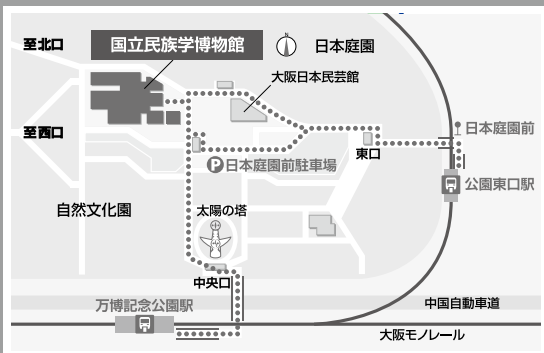 至北口
国立民族学博物館
日本庭園
大阪日本民芸館
至西口
日本庭園前
東口
P日本庭園前駐車場
公園東口駅
自然文化園
太陽の塔
中央口
万博記念公園駅
中国自動車道
大阪モノレール